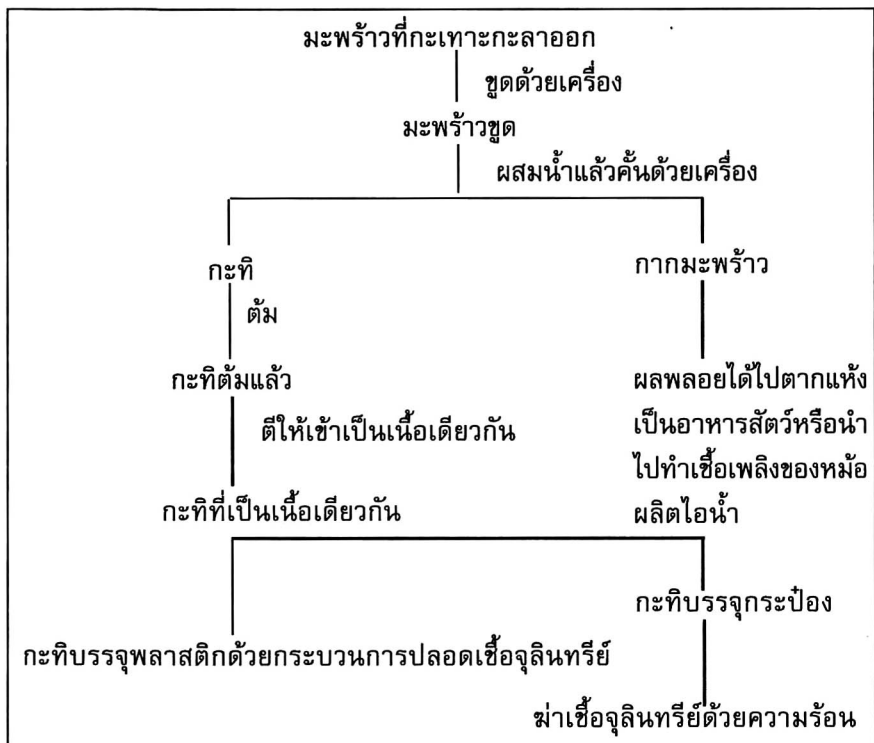 มะพร้าวที่กะเทาะกะลาออก
ขูดด้วยเครื่อง
มะพร้าวขูด
ผสมน้ำแล้วคั้นด้วยเครื่อง
กะทิ
กากมะพร้าว
ต้ม
กะทิต้มแล้ว
ผลพลอยได้ไปตากแห้ง
ตีให้เข้าเป็นเนื้อเดียวกัน
เป็นอาหารสัตว์หรือนำ
ไปทำเชื้อเพลิงของหม้อ
กะทิที่เป็นเนื้อเดียวกัน
ผลิตไอน้ำ
กะทิบรรจุกระป๋อง
กะทิบรรจุพลาสติกด้วยกระบวนการปลอดเชื้อจุลินทรีย์
ฆ่าเชื้อจุลินทรีย์ด้วยความร้อน